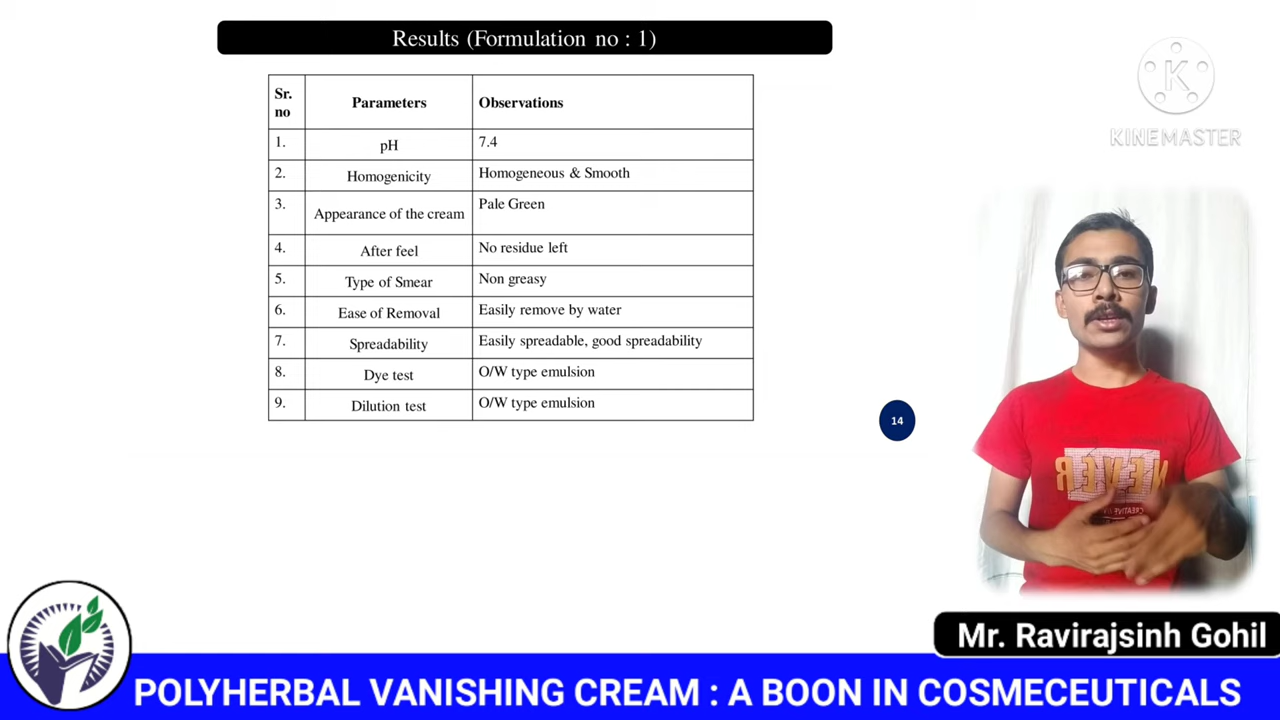 Results (Formulation no : 1)
KINEMASTER
Sr. no Parameters Observations
1. pH 7.4
2. Homogenicity Homogeneous & Smooth
3. Appearance of the cream Pale Green
4. After feel No residue left
5. Type of Smear Non greasy
6. Ease of Removal Easily remove by water
7. Spreadability Easily spreadable, good spreadability
8. Dye test O/W type emulsion
9. Dilution test O/W type emulsion
14
NEVER
Mr. Ravirajsinh Gohil
POLYHERBAL VANISHING CREAM : A BOON IN COSMECEUTICALS